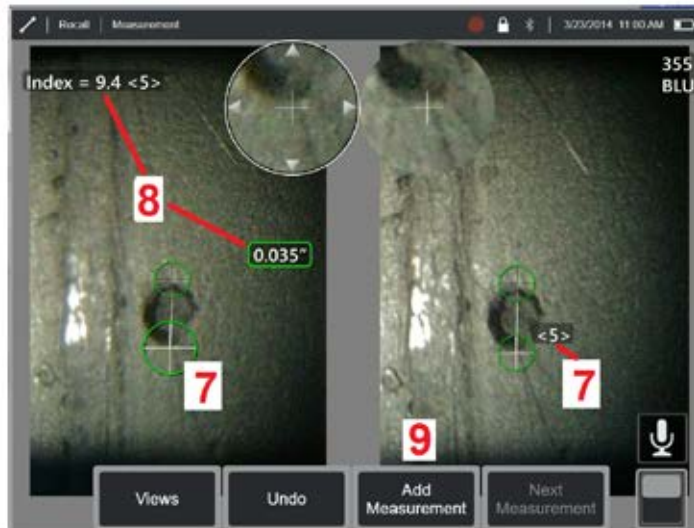 Recall | Measurement
3/23/2014 11:00 AM
Index = 9.4 <5>
355
BLU
8
0.035"
<5>
7
7
9
Views
Undo
Add
Measurement
Next
Measurement